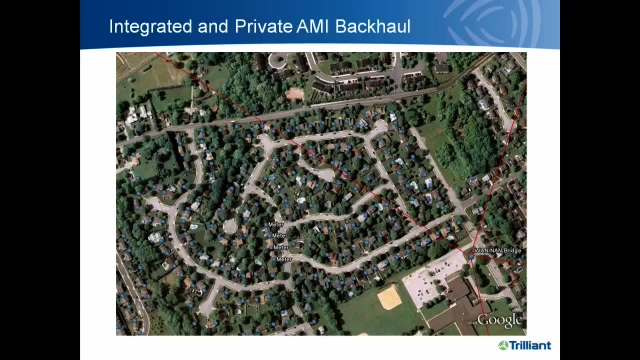 Integrated and Private AMI Backhaul
Meter
Meter
Meter
Meter
WAN/NAN Bridge
Google
Trilliant